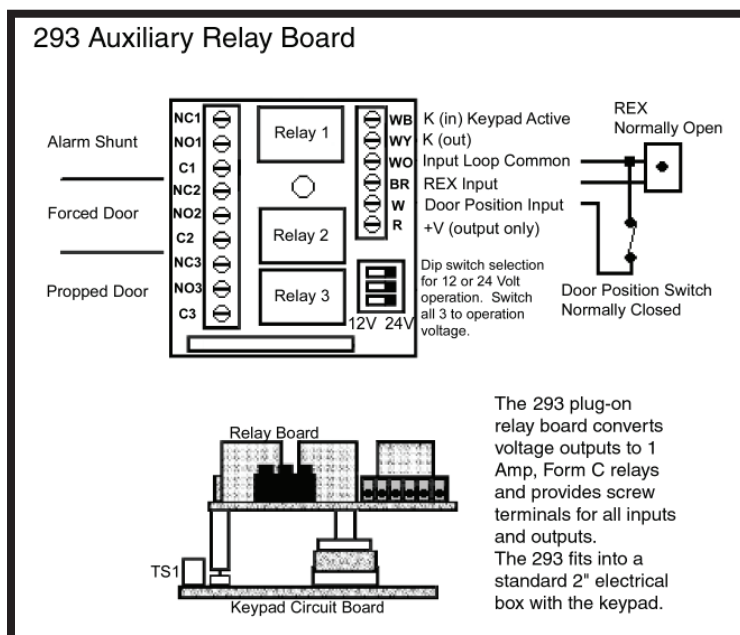 293 Auxiliary Relay Board
Alarm Shunt
Forced Door
Propped Door
NC1
NO1
C1
NC2
NO2
C2
NC3
NO3
C3
Relay 1
Relay 2
Relay 3
WB K (in) Keypad Active
WY K (out)
WO Input Loop Common
BR REX Input
W Door Position Input
R +V (output only)
12V 24V
Dip switch selection
for 12 or 24 Volt
operation. Switch
all 3 to operation
voltage.
REX
Normally Open
Door Position Switch
Normally Closed
Relay Board
TS1
Keypad Circuit Board
The 293 plug-on
relay board converts
voltage outputs to 1
Amp, Form C relays
and provides screw
terminals for all inputs
and outputs.
The 293 fits into a
standard 2" electrical
box with the keypad.